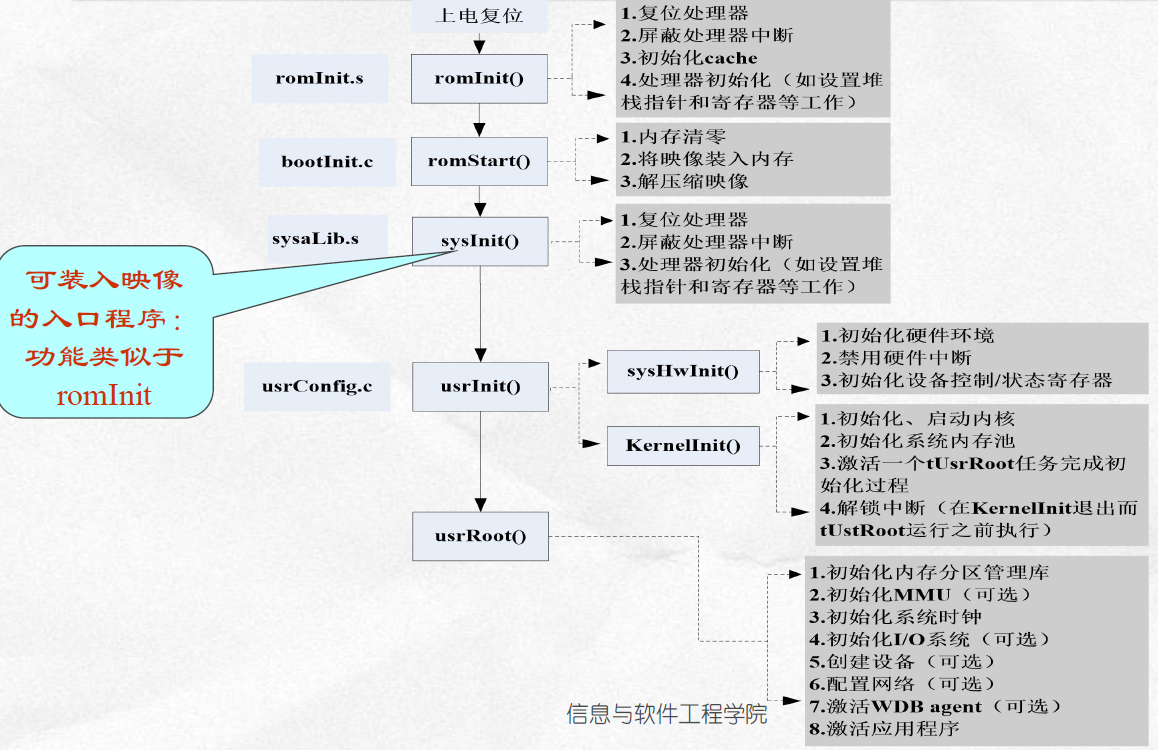 上电复位
romInit.s
romInit()
1.复位处理器
2.屏蔽处理器中断
3.初始化cache
4.处理器初始化（如设置堆
栈指针和寄存器等工作）
bootInit.c
romStart()
1.内存清零
2.将映像装入内存
3.解压缩映像
sysaLib.s
sysInit()
1.复位处理器
2.屏蔽处理器中断
3.处理器初始化（如设置堆
栈指针和寄存器等工作）
可装入映像
的入口程序：
功能类似于
romInit
usrConfig.c
usrInit()
sysHwInit()
1.初始化硬件环境
2.禁用硬件中断
3.初始化设备控制/状态寄存器
KernelInit()
1.初始化、启动内核
2.初始化系统内存池
3.激活一个tUsrRoot任务完成初
始化过程
4.解锁中断（在KernelInit退出而
tUstRoot运行之前执行）
usrRoot()
1.初始化内存分区管理库
2.初始化MMU（可选）
3.初始化系统时钟
4.初始化I/O系统（可选）
5.创建设备（可选）
6.配置网络（可选）
7.激活WDB agent（可选）
8.激活应用程序
信息与软件工程学院